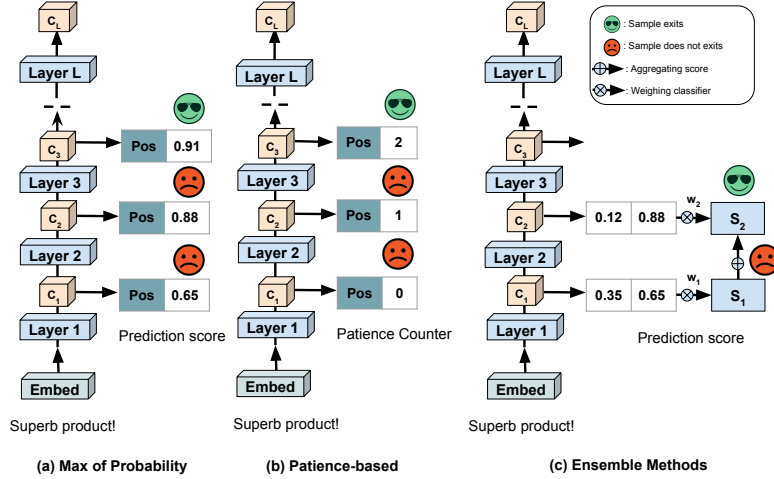 C_L
Layer L
C_3
Pos 0.91
Layer 3
C_2
Pos 0.88
Layer 2
C_1
Pos 0.65
Layer 1
Prediction score
Embed
Superb product!
(a) Max of Probability
C_L
Layer L
C_3
Pos 2
Layer 3
C_2
Pos 1
Layer 2
C_1
Pos 0
Layer 1
Patience Counter
Embed
Superb product!
(b) Patience-based
C_L
Layer L
C_3
Layer 3
C_2
0.12 0.88
w_2
S_2
Layer 2
C_1
0.35 0.65
w_1
S_1
Layer 1
Prediction score
Embed
Superb product!
(c) Ensemble Methods
: Sample exits
: Sample does not exits
: Aggregating score
: Weighing classifier